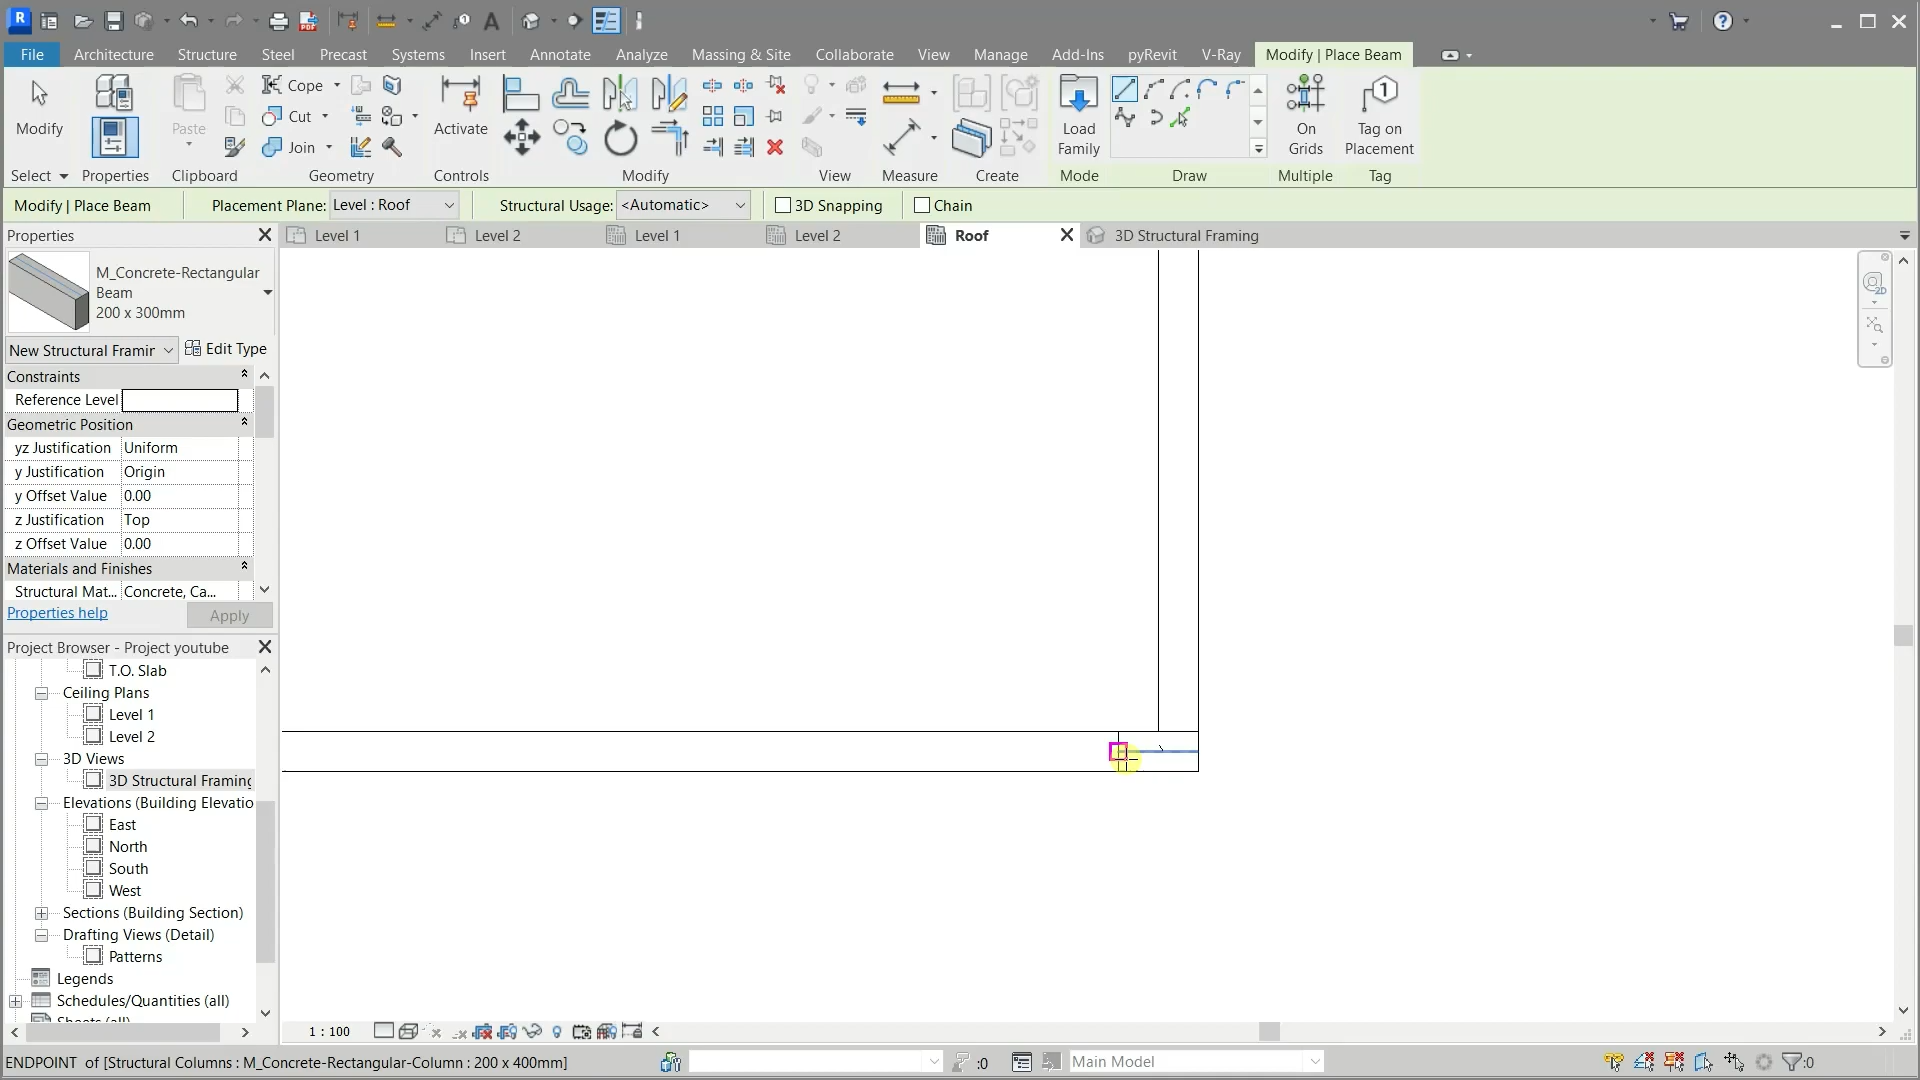 File Architecture Structure Steel Precast Systems Insert Annotate Analyze Massing & Site Collaborate View Manage Add-Ins pyRevit V-Ray Modify | Place Beam
Modify
Paste
Cope
Cut
Join
Activate
Load
Family
On
Grids
Tag on
Placement
Select Properties Clipboard Geometry Controls Modify View Measure Create Mode Draw Multiple Tag
Modify | Place Beam Placement Plane: Level : Roof Structural Usage: <Automatic> 3D Snapping Chain
Properties
Level 1 Level 2 Level 1 Level 2 Roof 3D Structural Framing
M_Concrete-Rectangular
Beam
200 x 300mm
New Structural Framir Edit Type
Constraints
Reference Level
Geometric Position
yz Justification Uniform
y Justification Origin
y Offset Value 0.00
z Justification Top
z Offset Value 0.00
Materials and Finishes
Structural Mat... Concrete, Ca...
Properties help Apply
Project Browser - Project youtube
T.O. Slab
Ceiling Plans
Level 1
Level 2
3D Views
3D Structural Framing
Elevations (Building Elevatio
East
North
South
West
Sections (Building Section)
Drafting Views (Detail)
Patterns
Legends
Schedules/Quantities (all)
Sheets (all)
1 : 100
ENDPOINT of [Structural Columns : M_Concrete-Rectangular-Column : 200 x 400mm] :0 Main Model :0